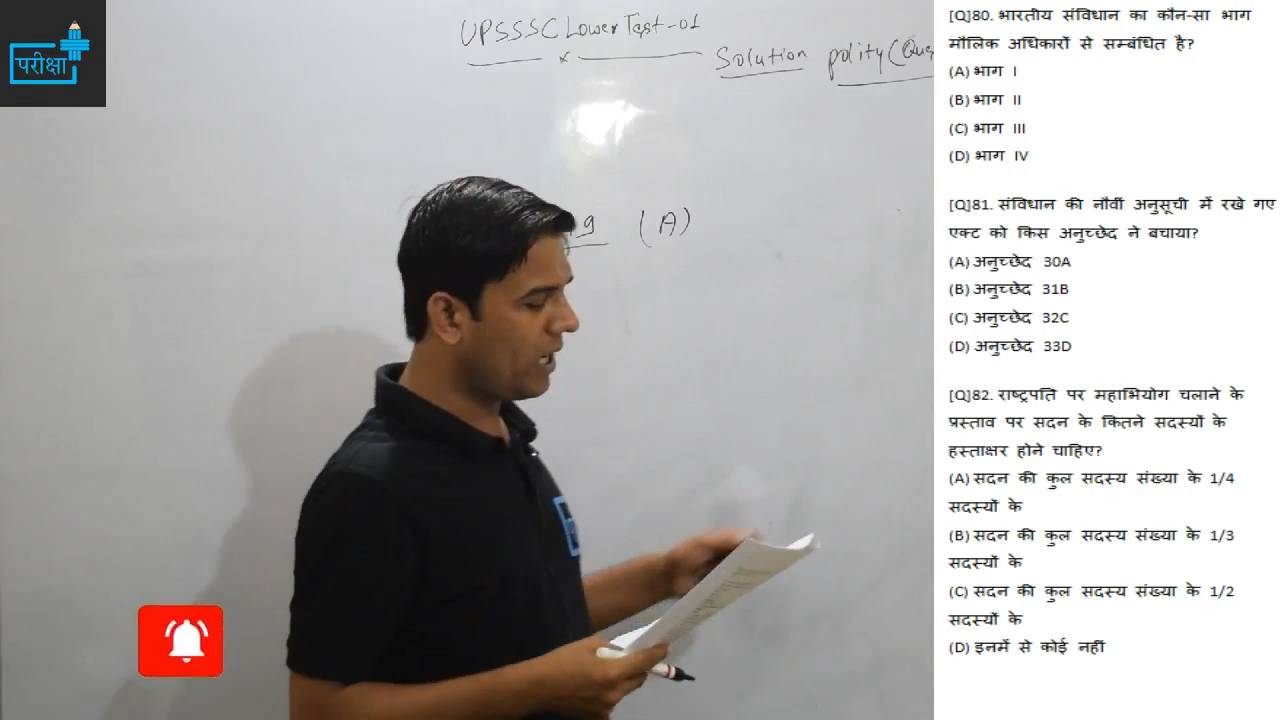 परीक्षा
UPSSSC Lower Test-01
Solution polity (Ques
9 (A)
[Q]80. भारतीय संविधान का कौन-सा भाग
मौलिक अधिकारों से सम्बंधित है?
(A) भाग I
(B) भाग II
(C) भाग III
(D) भाग IV
[Q]81. संविधान की नौवीं अनुसूची में रखे गए
एक्ट को किस अनुच्छेद ने बचाया?
(A) अनुच्छेद 30A
(B) अनुच्छेद 31B
(C) अनुच्छेद 32C
(D) अनुच्छेद 33D
[Q]82. राष्ट्रपति पर महाभियोग चलाने के
प्रस्ताव पर सदन के कितने सदस्यों के
हस्ताक्षर होने चाहिए?
(A) सदन की कुल सदस्य संख्या के 1/4
सदस्यों के
(B) सदन की कुल सदस्य संख्या के 1/3
सदस्यों के
(C) सदन की कुल सदस्य संख्या के 1/2
सदस्यों के
(D) इनमें से कोई नहीं